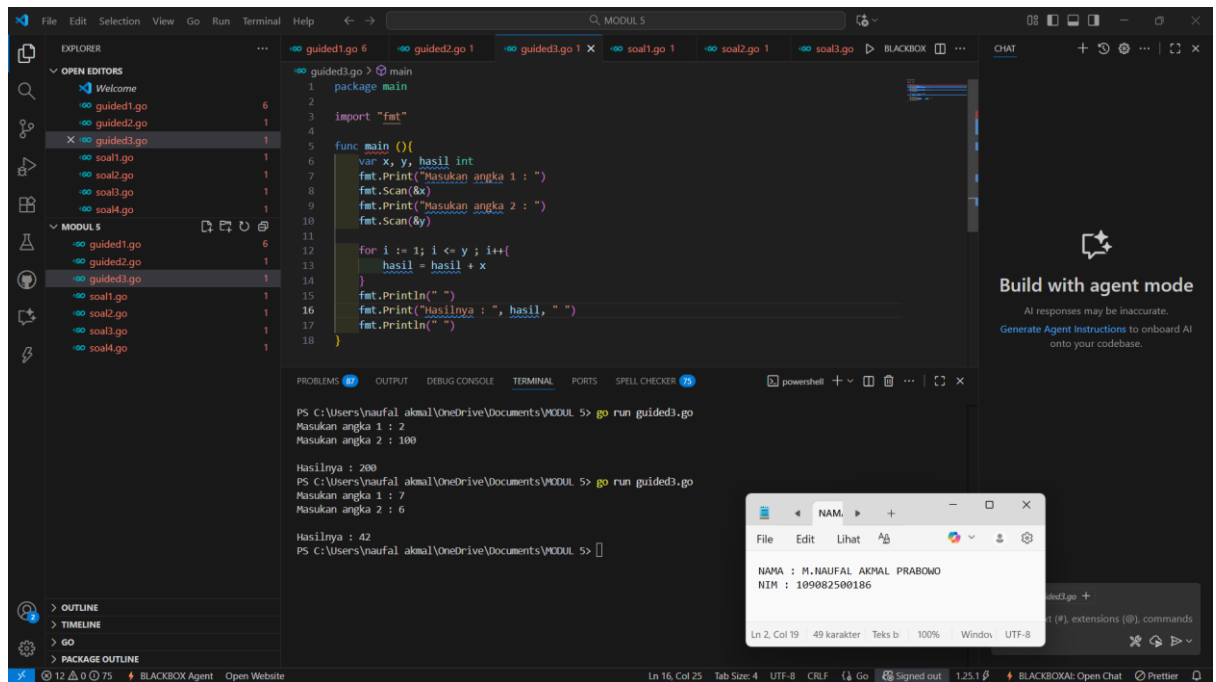 File Edit Selection View Go Run Terminal Help
MODUL 5
EXPLORER
OPEN EDITORS
Welcome
guided1.go 6
guided2.go 1
guided3.go 1
soal1.go 1
soal2.go 1
soal3.go 1
soal4.go 1
MODUL 5
guided1.go 6
guided2.go 1
guided3.go 1
soal1.go 1
soal2.go 1
soal3.go 1
soal4.go 1
OUTLINE
TIMELINE
GO
PACKAGE OUTLINE
guided1.go 6 guided2.go 1 guided3.go 1 soal1.go 1 soal2.go 1 soal3.go BLACKBOX
guided3.go > main
1 package main
2
3 import "fmt"
4
5 func main (){
6 var x, y, hasil int
7 fmt.Print("Masukan angka 1 : ")
8 fmt.Scan(&x)
9 fmt.Print("Masukan angka 2 : ")
10 fmt.Scan(&y)
11
12 for i := 1; i <= y ; i++{
13 hasil = hasil + x
14 }
15 fmt.Println(" ")
16 fmt.Print("Hasilnya : ", hasil, " ")
17 fmt.Println(" ")
18 }
PROBLEMS 87 OUTPUT DEBUG CONSOLE TERMINAL PORTS SPELL CHECKER 75 powershell
PS C:\Users\naufal akmal\OneDrive\Documents\MODUL 5> go run guided3.go
Masukan angka 1 : 2
Masukan angka 2 : 100
Hasilnya : 200
PS C:\Users\naufal akmal\OneDrive\Documents\MODUL 5> go run guided3.go
Masukan angka 1 : 7
Masukan angka 2 : 6
Hasilnya : 42
PS C:\Users\naufal akmal\OneDrive\Documents\MODUL 5>
CHAT
Build with agent mode
AI responses may be inaccurate.
Generate Agent Instructions to onboard AI
onto your codebase.
NAM.
File Edit Lihat
NAMA : M.NAUFAL AKMAL PRABOWO
NIM : 109082500186
Ln 2, Col 19 49 karakter Teks b 100% Window UTF-8
ided3.go
xt (#), extensions (@), commands
2
12 0 75 BLACKBOX Agent Open Website
Ln 16, Col 25 Tab Size: 4 UTF-8 CRLF Go Signed out 1.25.1 BLACKBOXAI: Open Chat Prettier